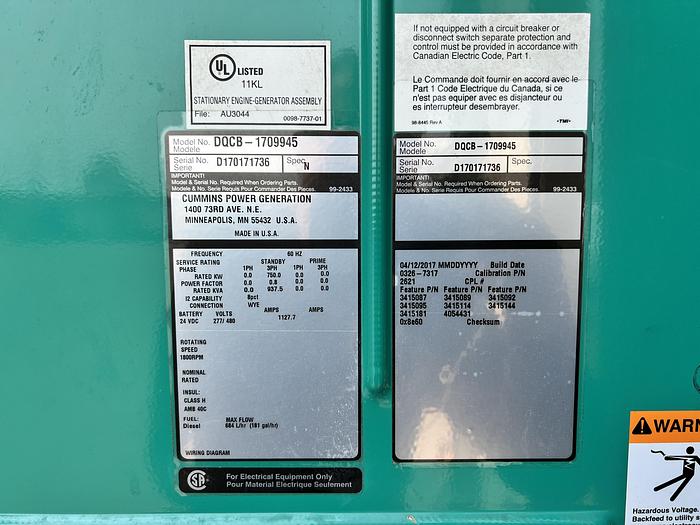 UL LISTED
11KL
STATIONARY ENGINE-GENERATOR ASSEMBLY
File: AU3044 0098-7737-01
If not equipped with a circuit breaker or
disconnect switch separate protection and
control must be provided in accordance with
Canadian Electric Code, Part 1.
Le Commande doit fournir en accord avec le
Part 1 Code Electrique du Canada, si ce
n'est pas equiper avec es disjancteur ou
es interrupteur desembrayer.
98-8445 Rev A <TMI>
Model No. DQCB-1709945
Modele
Serial No. D170171736 Spec. N
Serie
IMPORTANT!
Model & Serial No. Required When Ordering Parts.
Modele & No. Serie Requis Pour Commander Des Pieces. 99-2433
CUMMINS POWER GENERATION
1400 73RD AVE. N.E.
MINNEAPOLIS, MN 55432 U.S.A.
MADE IN U.S.A.
FREQUENCY 60 HZ
SERVICE RATING STANDBY PRIME
PHASE 1PH 3PH 1PH 3PH
RATED KW 0.0 750.0 0.0 0.0
POWER FACTOR 0.0 0.8 0.0 0.0
RATED KVA 0.0 937.5 0.0 0.0
I2 CAPABILITY 8pct
CONNECTION WYE
BATTERY VOLTS AMPS AMPS
24 VDC 277/ 480 1127.7
ROTATING
SPEED
1800RPM
NOMINAL
RATED
INSUL:
CLASS H
AMB 40C
FUEL: MAX FLOW
Diesel 684 L/hr (181 gal/hr)
WIRING DIAGRAM
Model No. DQCB-1709945
Modele
Serial No. D170171736 Spec.
Serie
IMPORTANT!
Model & Serial No. Required When Ordering Parts.
Modele & No. Serie Requis Pour Commander Des Pieces. 99-2433
04/12/2017 MMDDYYYY Build Date
0326-7317 Calibration P/N
2621 CPL #
Feature P/N Feature P/N Feature P/N
3415087 3415089 3415092
3415095 3415114 3415144
3415181 4054431
0x8e60 Checksum
For Electrical Equipment Only
Pour Material Electrique Seulement
WARN
Hazardous Voltage
Backfeed to utility s